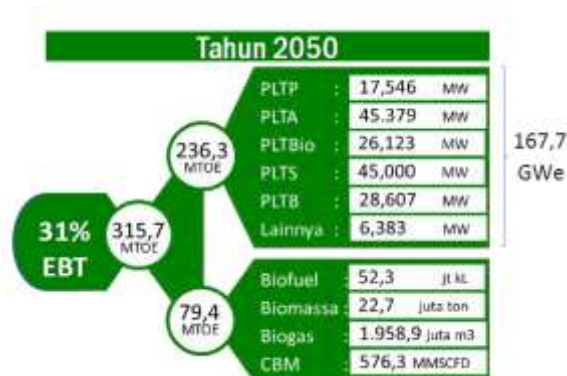 Tahun 2050
PLTP : 17,546 MW
PLTA : 45.379 MW
PLTBio : 26,123 MW
PLTS : 45,000 MW
PLTB : 28,607 MW
Lainnya : 6,383 MW
167,7
GWe
236,3
MTOE
31%
EBT
315,7
MTOE
79,4
MTOE
Biofuel : 52,3 jt kL
Biomassa : 22,7 juta ton
Biogas : 1.958,9 juta m3
CBM : 576,3 MMSCFD